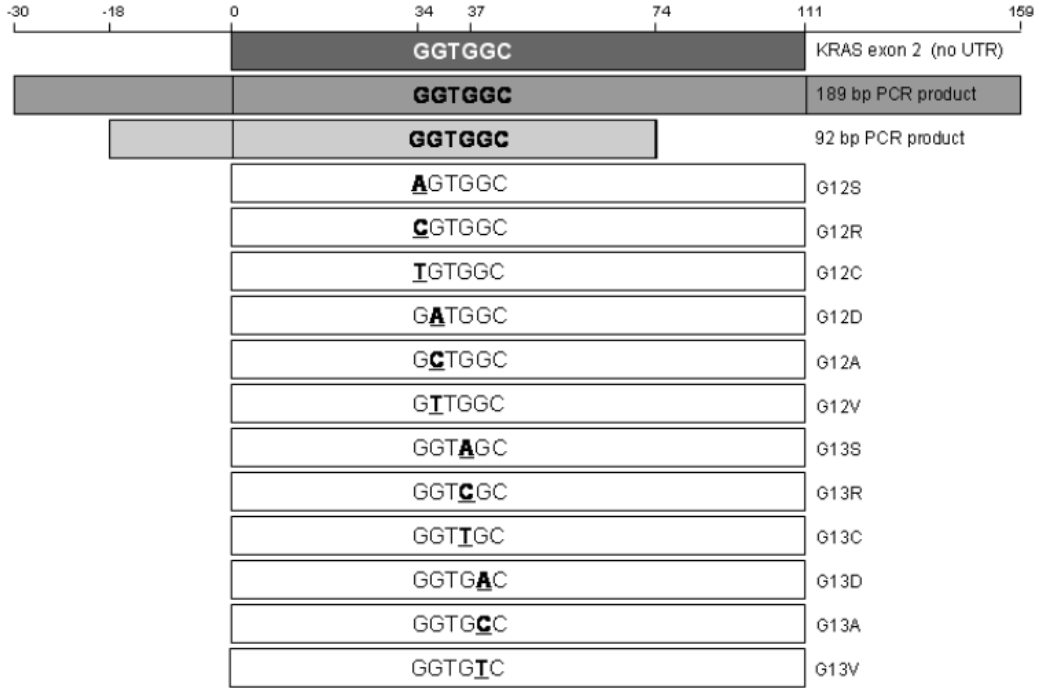 -30 -18 0 34 37 74 111 159
GGTGGC KRAS exon 2 (no UTR)
GGTGGC 189 bp PCR product
GGTGGC 92 bp PCR product
AGTGGC G12S
CGTGGC G12R
TGTGGC G12C
GATGGC G12D
GCTGGC G12A
GTTGGC G12V
GGTAGC G13S
GGTCGC G13R
GGTTGC G13C
GGTGAC G13D
GGTGCC G13A
GGTGTC G13V